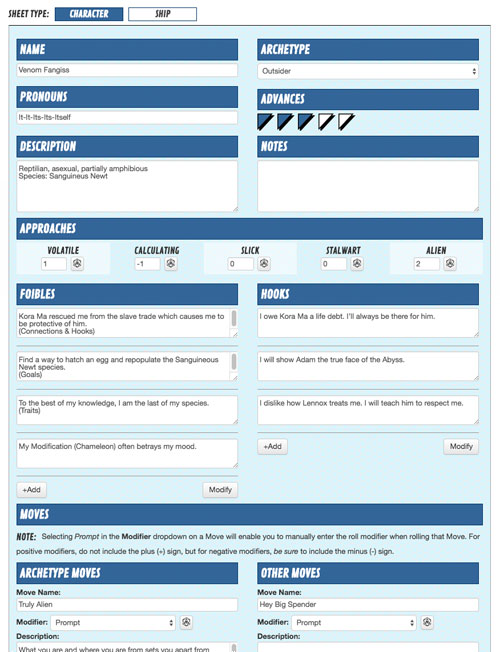 SHEET TYPE: CHARACTER SHIP
NAME
Venom Fangiss
ARCHETYPE
Outsider
PRONOUNS
It-It-Its-Its-Itself
ADVANCES
DESCRIPTION
Reptilian, asexual, partially amphibious
Species: Sanguineus Newt
NOTES
APPROACHES
VOLATILE CALCULATING SLICK STALWART ALIEN
1 -1 0 0 2
FOIBLES
Kora Ma rescued me from the slave trade which causes me to
be protective of him.
(Connections & Hooks)
Find a way to hatch an egg and repopulate the Sanguineous
Newt species.
(Goals)
To the best of my knowledge, I am the last of my species.
(Traits)
My Modification (Chameleon) often betrays my mood.
+Add Modify
HOOKS
I owe Kora Ma a life debt. I'll always be there for him.
I will show Adam the true face of the Abyss.
I dislike how Lennox treats me. I will teach him to respect me.
+Add Modify
MOVES
NOTE: Selecting Prompt in the Modifier dropdown on a Move will enable you to manually enter the roll modifier when rolling that Move. For
positive modifiers, do not include the plus (+) sign, but for negative modifiers, be sure to include the minus (-) sign.
ARCHETYPE MOVES
Move Name:
Truly Alien
Modifier: Prompt
Description:
What you are and where you are from sets you apart from
OTHER MOVES
Move Name:
Hey Big Spender
Modifier: Prompt
Description: